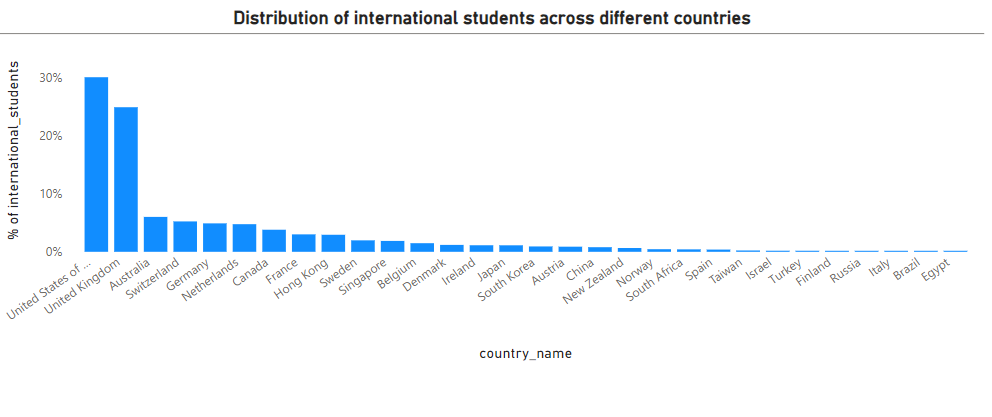 Distribution of international students across different countries
% of international_students
30%
20%
10%
0%
United States of ...
United Kingdom
Australia
Switzerland
Germany
Netherlands
Canada
France
Hong Kong
Sweden
Singapore
Belgium
Denmark
Ireland
Japan
South Korea
Austria
China
New Zealand
Norway
South Africa
Spain
Taiwan
Israel
Turkey
Finland
Russia
Italy
Brazil
Egypt
country_name